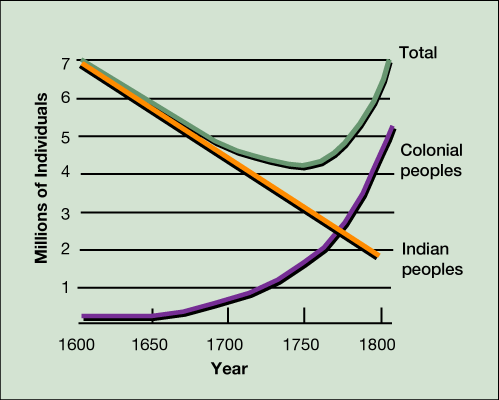 Total
7
6
5
4
3
2
1
Millions of Individuals
Colonial
peoples
Indian
peoples
1600 1650 1700 1750 1800
Year